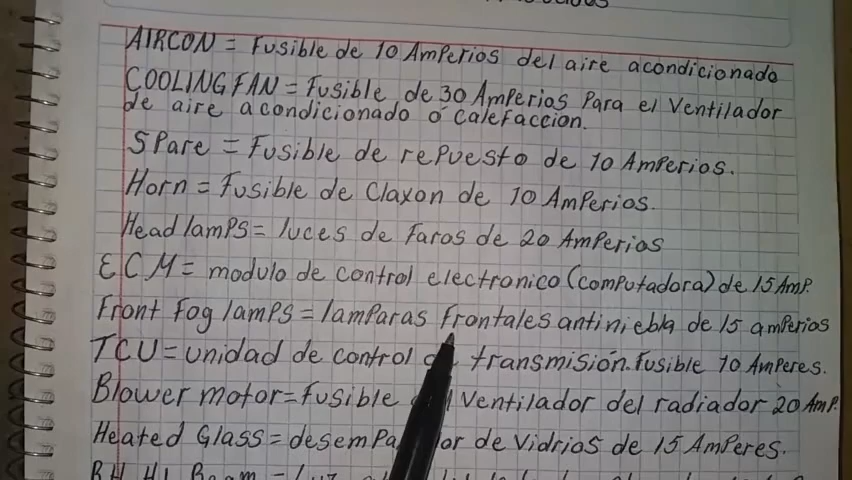 AIRCON = Fusible de 10 Amperios del aire acondicionado
COOLING FAN = Fusible de 30 Amperios Para el Ventilador
de aire acondicionado ó Calefaccion.
SPare = Fusible de repuesto de 10 Amperios.
Horn = Fusible de Claxon de 10 Amperios.
Head lamps = luces de Faros de 20 Amperios
ECM = modulo de control electronico (computadora) de 15 Amp.
Front Fog lamps = lamparas Frontales antiniebla de 15 amperios
TCU = unidad de control transmisión. Fusible 10 Amperes.
Blower motor = Fusible Ventilador del radiador 20 Amp.
Heated Glass = desempañador de Vidrios de 15 Amperes.
RH HI Beam =